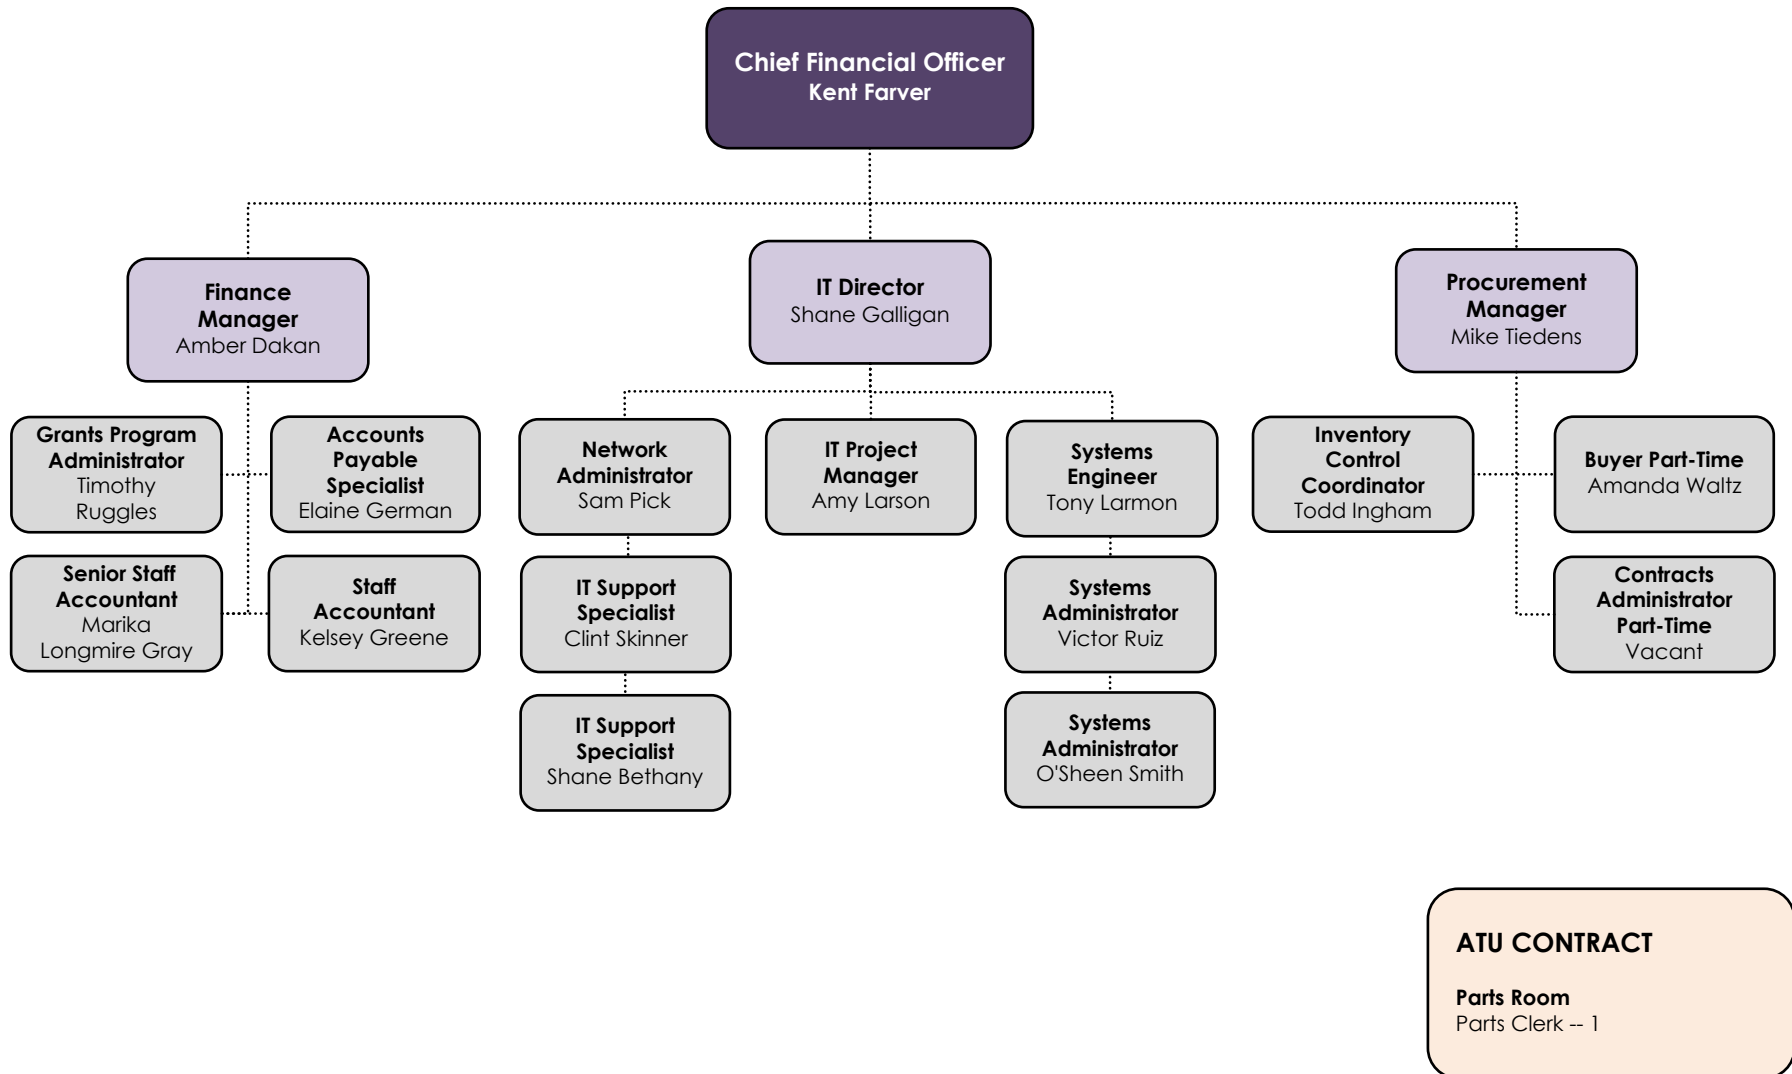 Chief Financial Officer
Kent Farver
Finance
Manager
Amber Dakan
IT Director
Shane Galligan
Procurement
Manager
Mike Tiedens
Grants Program
Administrator
Timothy
Ruggles
Accounts
Payable
Specialist
Elaine German
Senior Staff
Accountant
Marika
Longmire Gray
Staff
Accountant
Kelsey Greene
Network
Administrator
Sam Pick
IT Support
Specialist
Clint Skinner
IT Support
Specialist
Shane Bethany
IT Project
Manager
Amy Larson
Systems
Engineer
Tony Larmon
Systems
Administrator
Victor Ruiz
Systems
Administrator
O'Sheen Smith
Inventory
Control
Coordinator
Todd Ingham
Buyer Part-Time
Amanda Waltz
Contracts
Administrator
Part-Time
Vacant
ATU CONTRACT
Parts Room
Parts Clerk -- 1